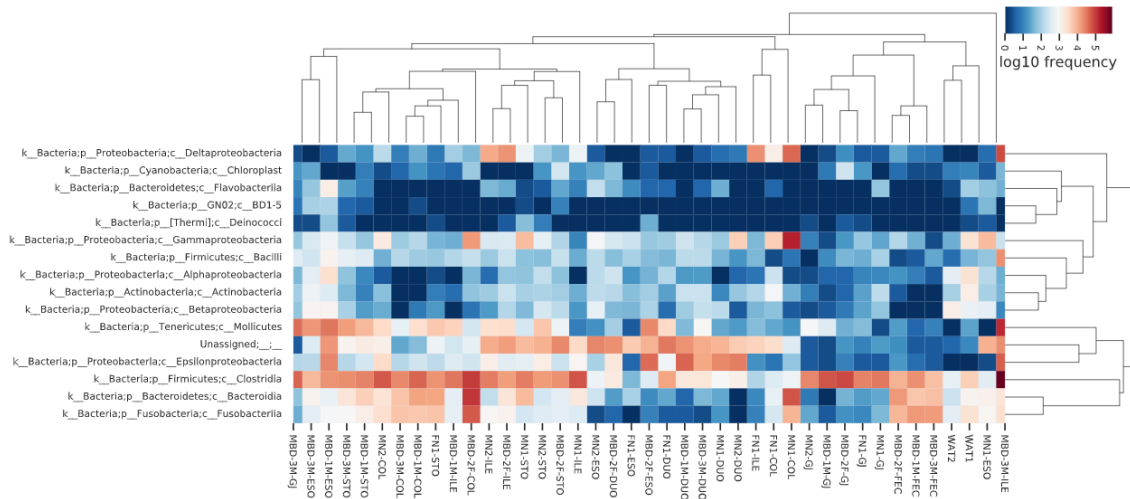 0 1 2 3 4 5
log10 frequency
k__Bacteria;p__Proteobacteria;c__Deltaproteobacteria
k__Bacteria;p__Cyanobacteria;c__Chloroplast
k__Bacteria;p__Bacteroidetes;c__Flavobacteriia
k__Bacteria;p__GN02;c__BD1-5
k__Bacteria;p__[Thermi];c__Deinococci
k__Bacteria;p__Proteobacteria;c__Gammaproteobacteria
k__Bacteria;p__Firmicutes;c__Bacilli
k__Bacteria;p__Proteobacteria;c__Alphaproteobacteria
k__Bacteria;p__Actinobacteria;c__Actinobacteria
k__Bacteria;p__Proteobacteria;c__Betaproteobacteria
k__Bacteria;p__Tenericutes;c__Mollicutes
Unassigned;__;__
k__Bacteria;p__Proteobacteria;c__Epsilonproteobacteria
k__Bacteria;p__Firmicutes;c__Clostridia
k__Bacteria;p__Bacteroidetes;c__Bacteroidia
k__Bacteria;p__Fusobacteria;c__Fusobacteriia
MBD-3M-GJ
MBD-3M-ESO
MBD-1M-ESO
MBD-3M-STO
MBD-1M-STO
MN2-COL
MBD-3M-COL
MBD-1M-COL
FN1-STO
MBD-1M-ILE
MBD-2F-COL
MN2-ILE
MBD-2F-ILE
MN1-STO
MN2-STO
MBD-2F-STO
MN1-ILE
MN2-ESO
MBD-2F-DUO
FN1-ESO
MBD-2F-ESO
FN1-DUO
MBD-1M-DUO
MBD-3M-DUO
MN1-DUO
MN2-DUO
FN1-ILE
FN1-COL
MN1-COL
MN2-GJ
MBD-1M-GJ
MBD-2F-GJ
FN1-GJ
MN1-GJ
MBD-2F-FEC
MBD-1M-FEC
MBD-3M-FEC
WAT2
WAT1
MN1-ESO
MBD-3M-ILE